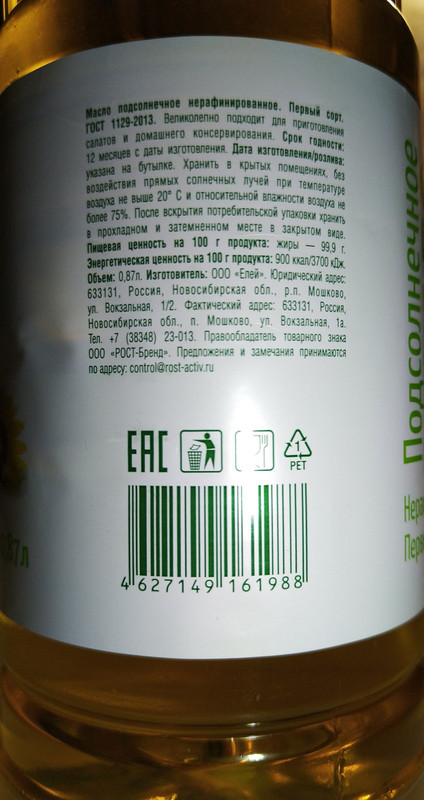 Масло подсолнечное нерафинированное. Первый сорт.
ГОСТ 1129-2013. Великолепно подходит для приготовления
салатов и домашнего консервирования. Срок годности:
12 месяцев с даты изготовления. Дата изготовления/розлива:
указана на бутылке. Хранить в крытых помещениях, без
воздействия прямых солнечных лучей при температуре
воздуха не выше 20° С и относительной влажности воздуха не
более 75%. После вскрытия потребительской упаковки хранить
в прохладном и затемненном месте в закрытом виде.
Пищевая ценность на 100 г продукта: жиры — 99,9 г.
Энергетическая ценность на 100 г продукта: 900 ккал/3700 кДж.
Объем: 0,87л. Изготовитель: ООО «Елей». Юридический адрес:
633131, Россия, Новосибирская обл., р.п. Мошково,
ул. Вокзальная, 1/2. Фактический адрес: 633131, Россия,
Новосибирская обл., п. Мошково, ул. Вокзальная, 1а.
Тел. +7 (38348) 23-013. Правообладатель товарного знака
ООО «РОСТ-Бренд». Предложения и замечания принимаются
по адресу: control@rost-activ.ru
EAC
1
PET
4 627149 161988
0,87л
Подсолнечное